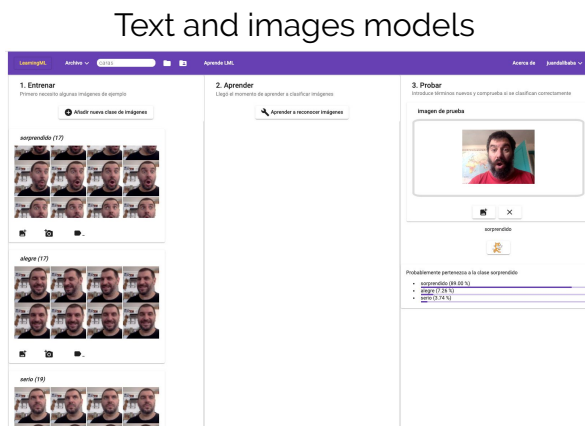 Text and images models
LearningML Archivo caras Aprende LML Acerca de juandalibaba
1. Entrenar
Primero necesito algunas imágenes de ejemplo
Añadir nueva clase de imágenes
sorprendido (17)
alegre (17)
serio (19)
2. Aprender
Llegó el momento de aprender a clasificar imágenes
Aprender a reconocer imágenes
3. Probar
Introduce términos nuevos y comprueba si se clasifican correctamente
Imagen de prueba
sorprendido
Probablemente pertenezca a la clase sorprendido
sorprendido (89.00 %)
alegre (7.26 %)
serio (3.74 %)